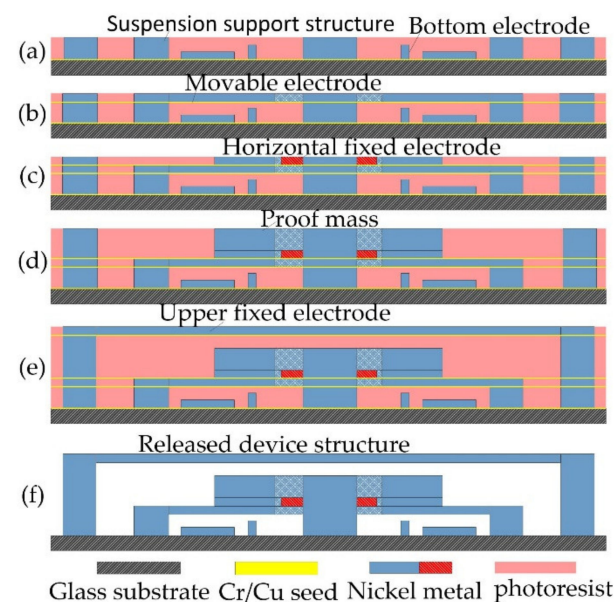 Suspension support structure
Bottom electrode
(a)
Movable electrode
(b)
Horizontal fixed electrode
(c)
Proof mass
(d)
Upper fixed electrode
(e)
Released device structure
(f)
Glass substrate Cr/Cu seed Nickel metal photoresist